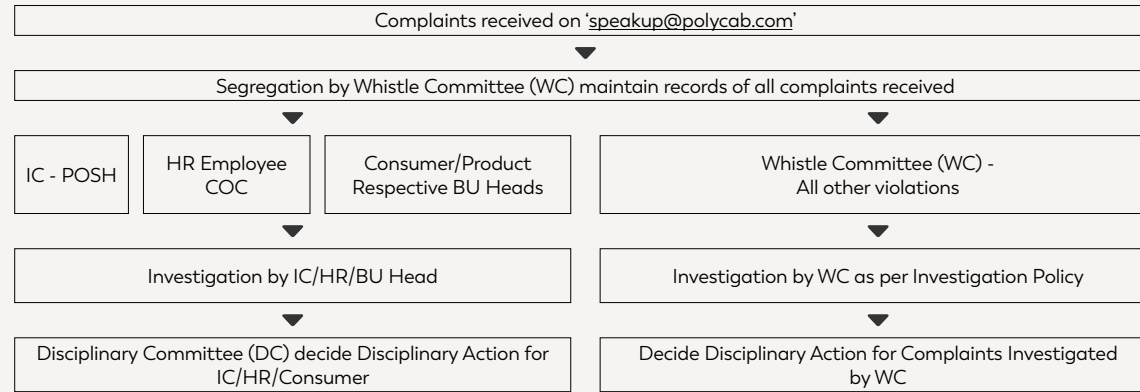 Complaints received on ‘speakup@polycab.com’
Segregation by Whistle Committee (WC) maintain records of all complaints received
IC - POSH
HR Employee
COC
Consumer/Product
Respective BU Heads
Whistle Committee (WC) -
All other violations
Investigation by IC/HR/BU Head
Investigation by WC as per Investigation Policy
Disciplinary Committee (DC) decide Disciplinary Action for
IC/HR/Consumer
Decide Disciplinary Action for Complaints Investigated
by WC